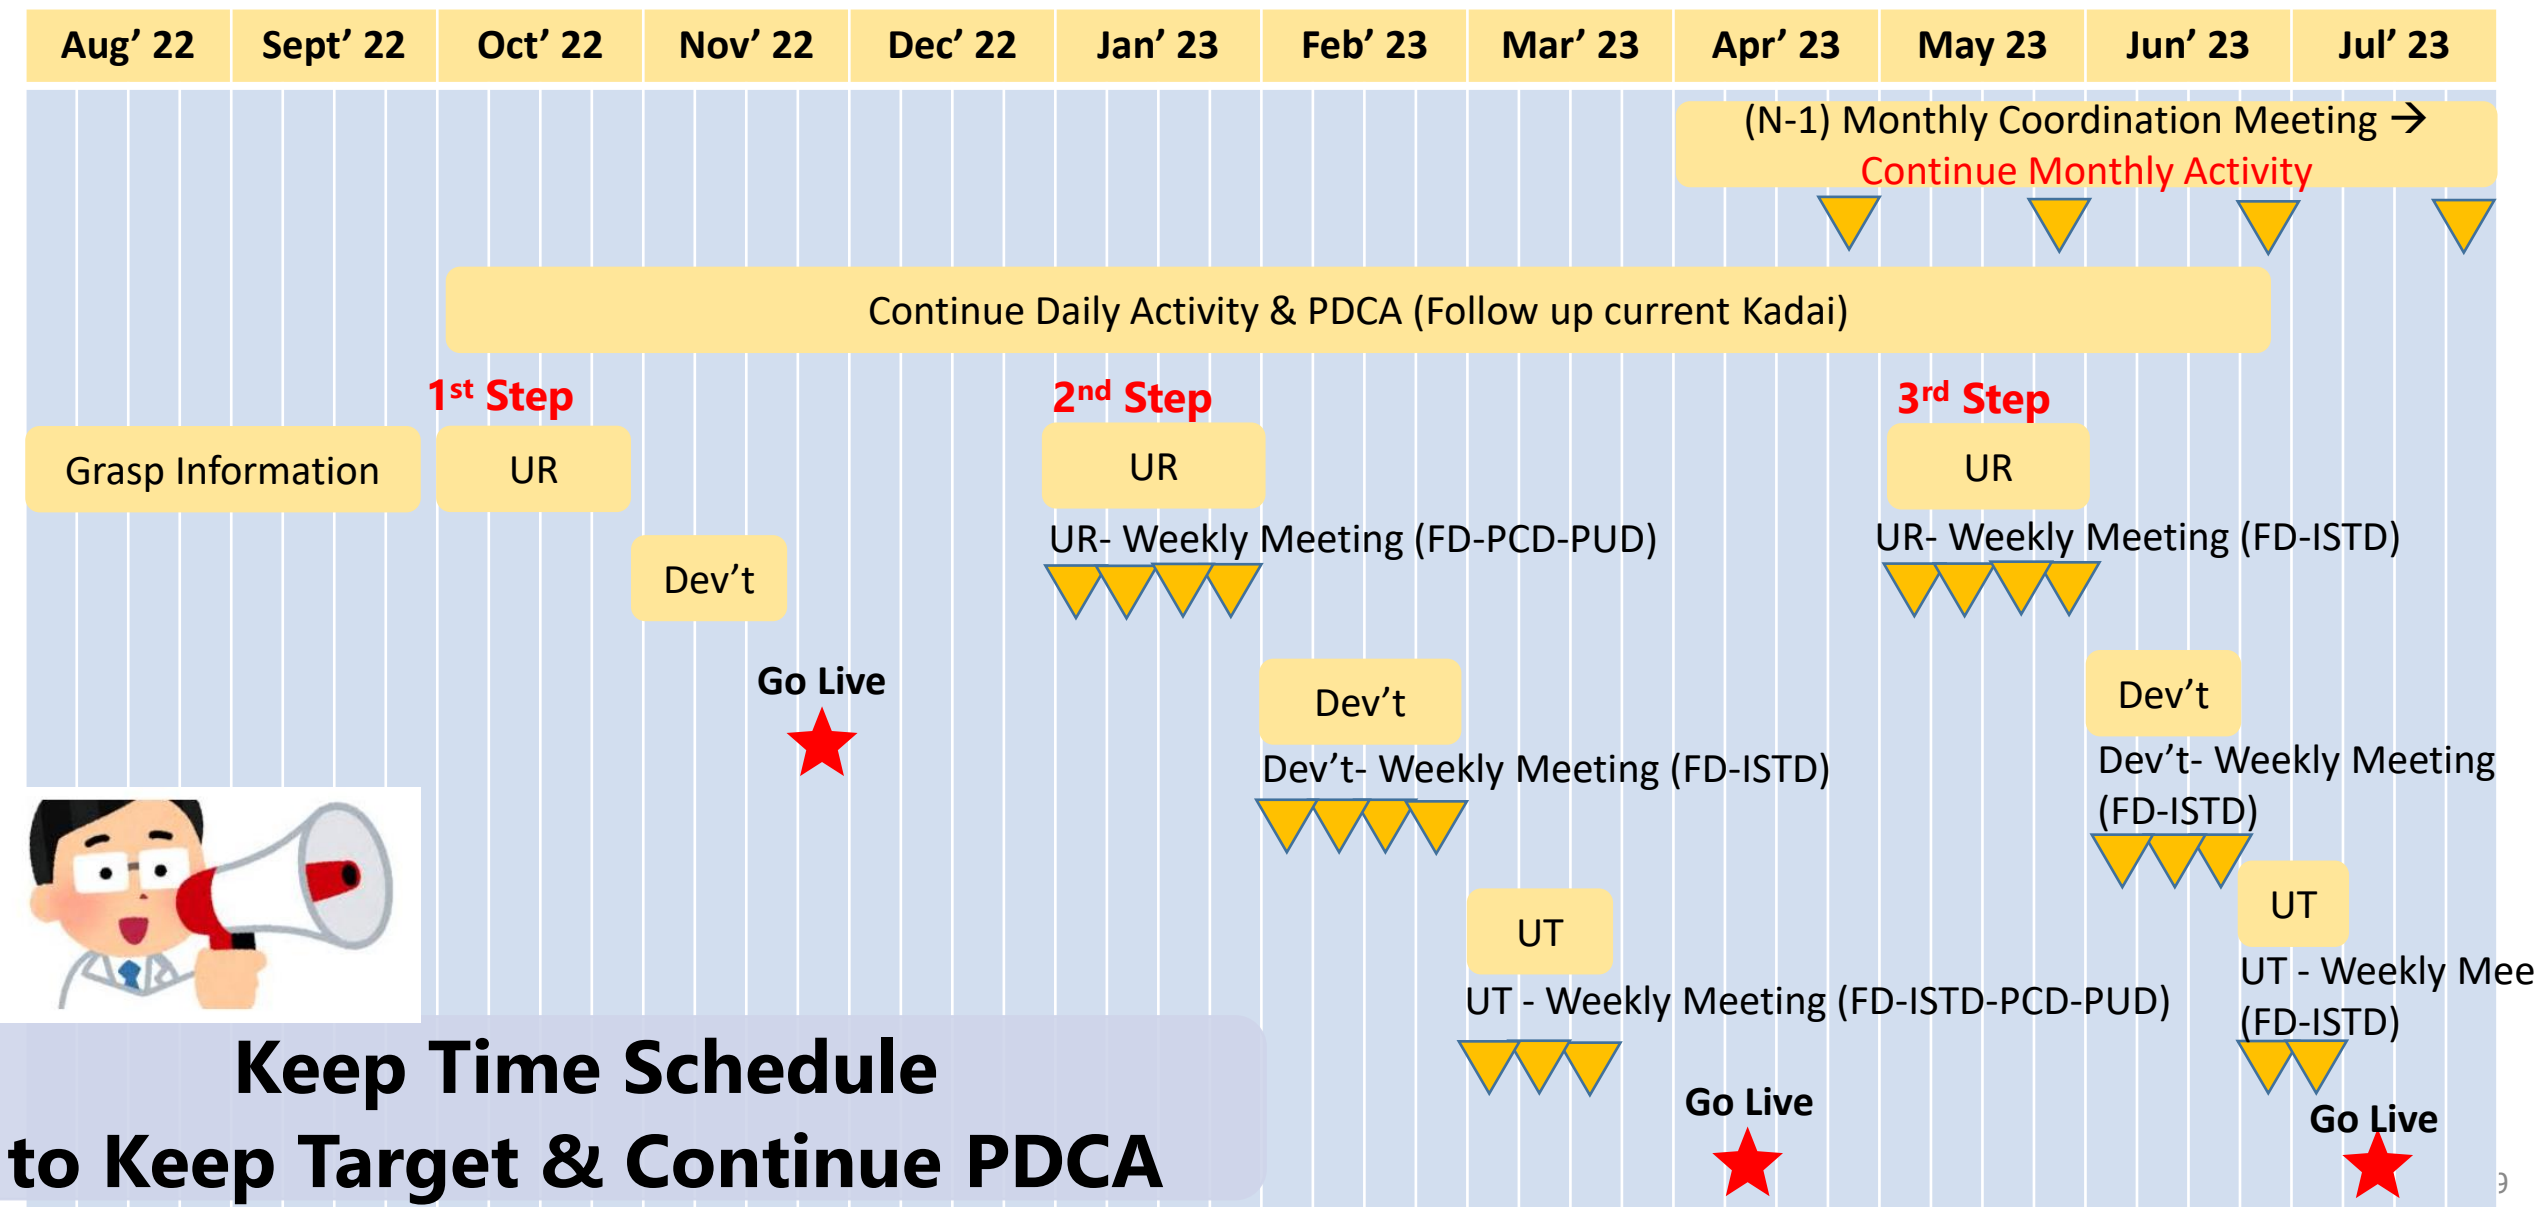 Aug’ 22 Sept’ 22 Oct’ 22 Nov’ 22 Dec’ 22 Jan’ 23 Feb’ 23 Mar’ 23 Apr’ 23 May 23 Jun’ 23 Jul’ 23
(N-1) Monthly Coordination Meeting →
Continue Monthly Activity
Continue Daily Activity & PDCA (Follow up current Kadai)
1st Step
2nd Step
3rd Step
Grasp Information
UR
UR
UR
UR- Weekly Meeting (FD-PCD-PUD)
UR- Weekly Meeting (FD-ISTD)
Dev’t
Go Live
Dev’t
Dev’t
Dev’t- Weekly Meeting (FD-ISTD)
Dev’t- Weekly Meeting
(FD-ISTD)
UT
UT
UT - Weekly Meeting (FD-ISTD-PCD-PUD)
UT - Weekly Mee
(FD-ISTD)
Go Live
Go Live
Keep Time Schedule
to Keep Target & Continue PDCA
9